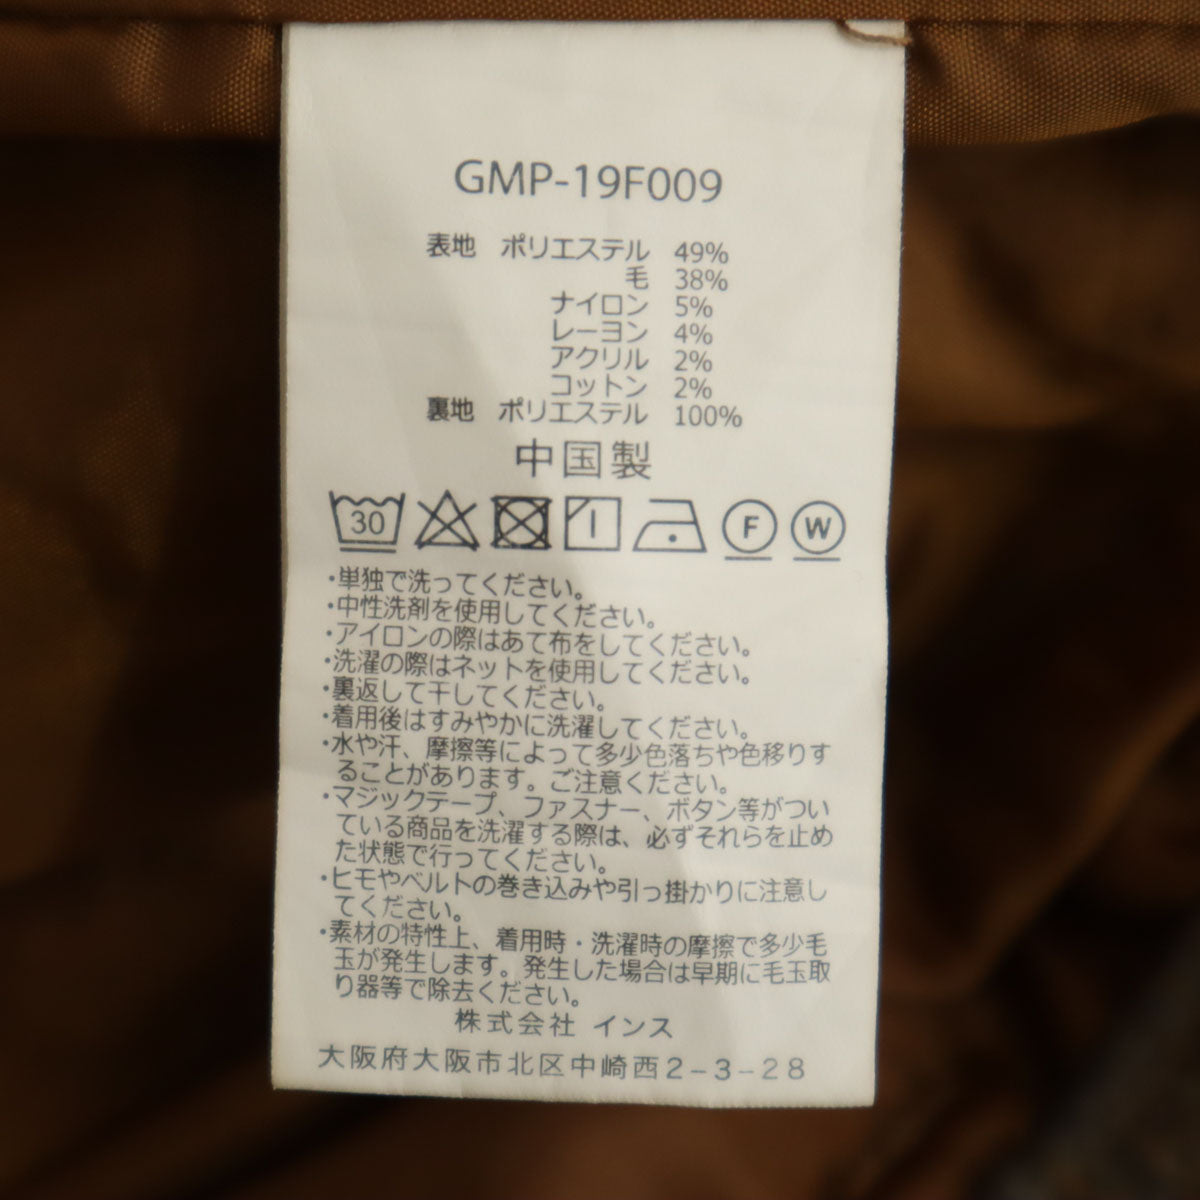 GMP-19F009
表地 ポリエステル 49%
毛 38%
ナイロン 5%
レーヨン 4%
アクリル 2%
コットン 2%
裏地 ポリエステル 100%
中国製
30 F W
・単独で洗ってください。
・中性洗剤を使用してください。
・アイロンの際はあて布をしてください。
・洗濯の際はネットを使用してください。
・裏返して干してください。
・着用後はすみやかに洗濯してください。
・水や汗、摩擦等によって多少色落ちや色移りす
ることがあります。ご注意ください。
・マジックテープ、ファスナー、ボタン等がつい
ている商品を洗濯する際は、必ずそれらを止め
た状態で行ってください。
・ヒモやベルトの巻き込みや引っ掛かりに注意し
てください。
・素材の特性上、着用時・洗濯時の摩擦で多少毛
玉が発生します。発生した場合は早期に毛玉取
り器等で除去ください。
株式会社 インス
大阪府大阪市北区中崎西2-3-28